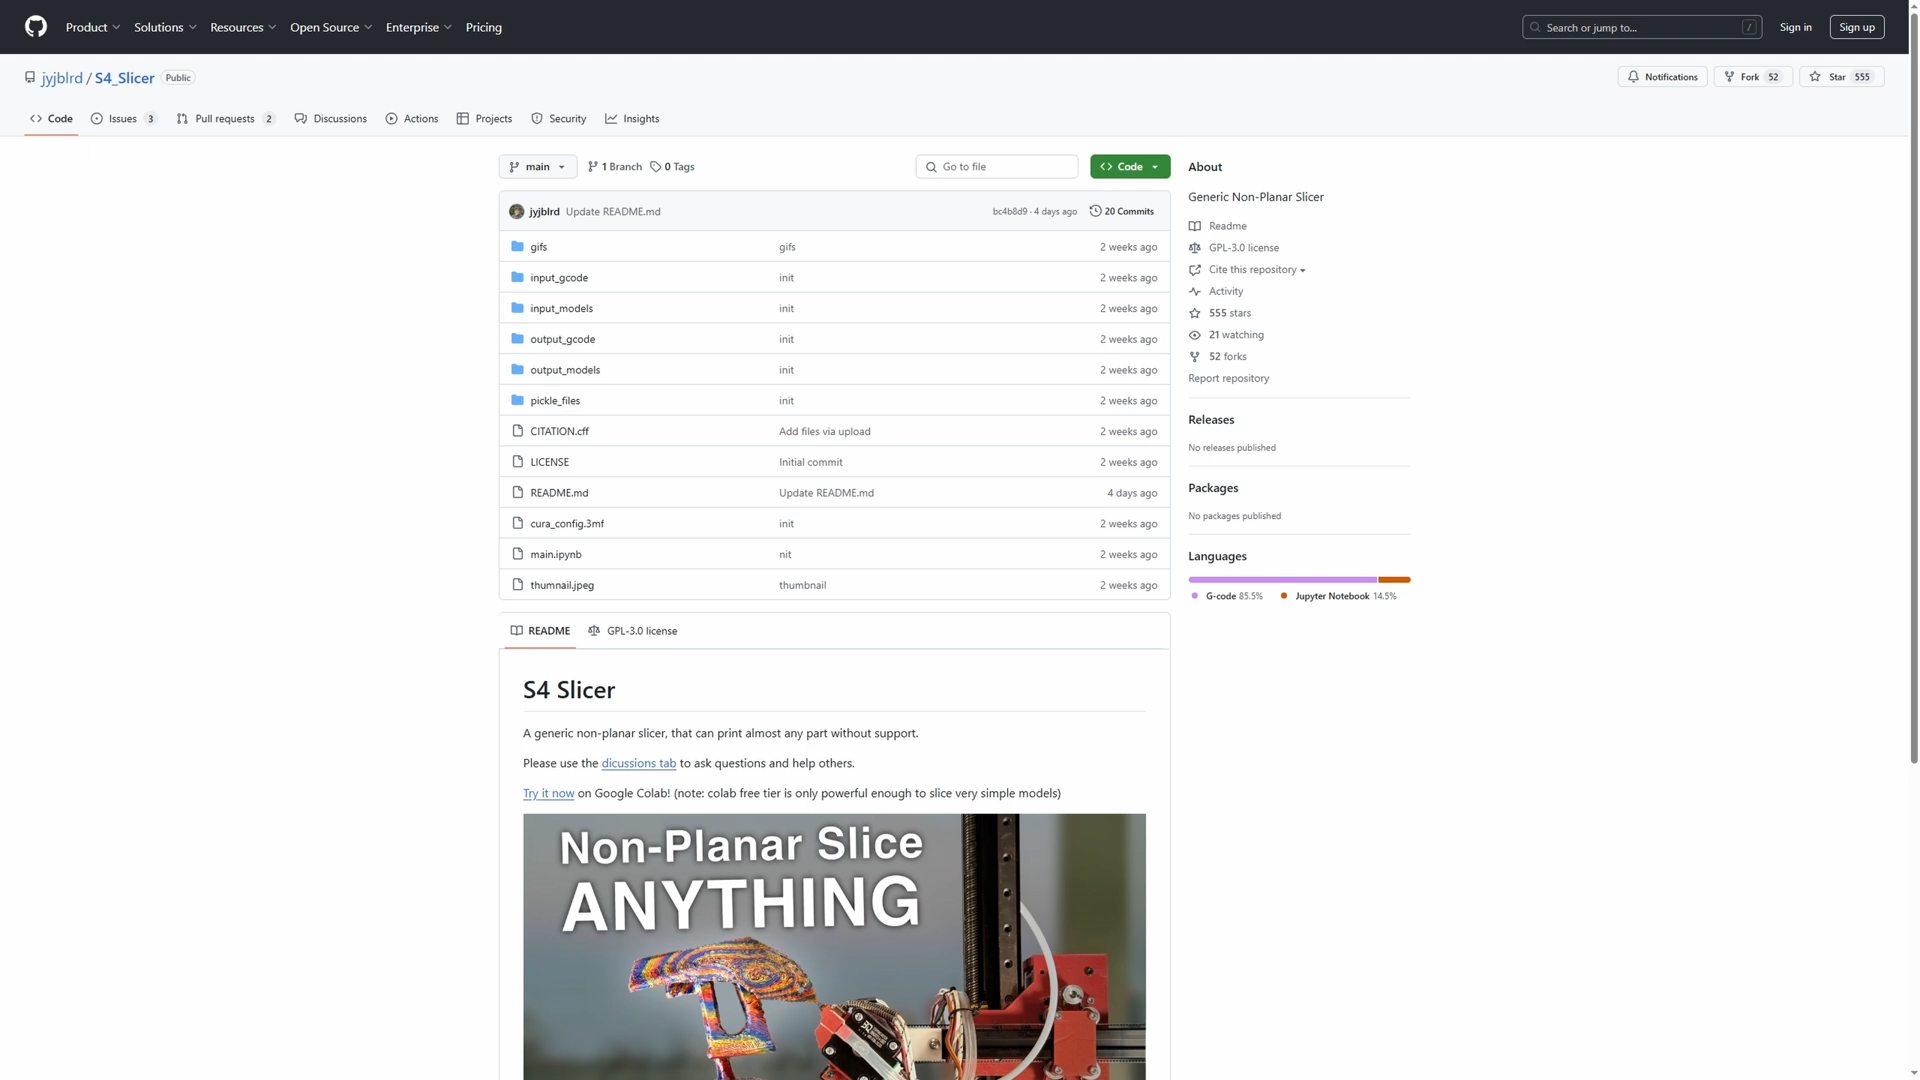 Product Solutions Resources Open Source Enterprise Pricing Search or jump to... / Sign in Sign up
jyjblrd / S4_Slicer Public Notifications Fork 52 Star 555
Code Issues 3 Pull requests 2 Discussions Actions Projects Security Insights
main 1 Branch 0 Tags Go to file Code
jyjblrd Update README.md bc4b8d9 · 4 days ago 20 Commits
gifs gifs 2 weeks ago
input_gcode init 2 weeks ago
input_models init 2 weeks ago
output_gcode init 2 weeks ago
output_models init 2 weeks ago
pickle_files init 2 weeks ago
CITATION.cff Add files via upload 2 weeks ago
LICENSE Initial commit 2 weeks ago
README.md Update README.md 4 days ago
cura_config.3mf init 2 weeks ago
main.ipynb nit 2 weeks ago
thumnail.jpeg thumbnail 2 weeks ago
README GPL-3.0 license
S4 Slicer
A generic non-planar slicer, that can print almost any part without support.
Please use the dicussions tab to ask questions and help others.
Try it now on Google Colab! (note: colab free tier is only powerful enough to slice very simple models)
Non-Planar Slice
ANYTHING
About
Generic Non-Planar Slicer
Readme
GPL-3.0 license
Cite this repository
Activity
555 stars
21 watching
52 forks
Report repository
Releases
No releases published
Packages
No packages published
Languages
G-code 85.5% Jupyter Notebook 14.5%